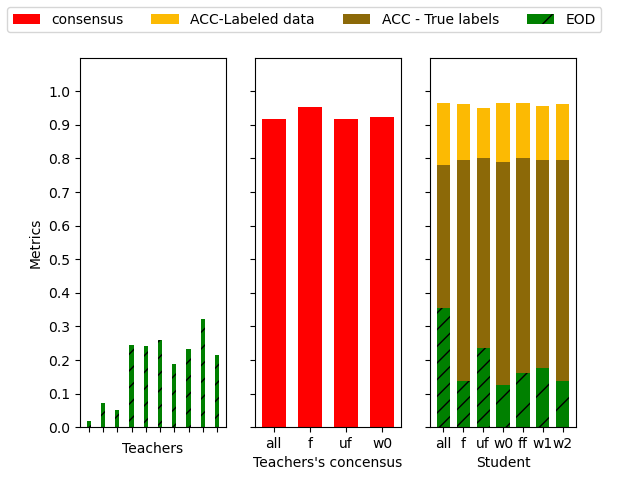 consensus ACC-Labeled data ACC - True labels EOD
Metrics
1.0
0.9
0.8
0.7
0.6
0.5
0.4
0.3
0.2
0.1
0.0
Teachers
all f uf w0
Teachers's concensus
all f uf w0 ff w1 w2
Student